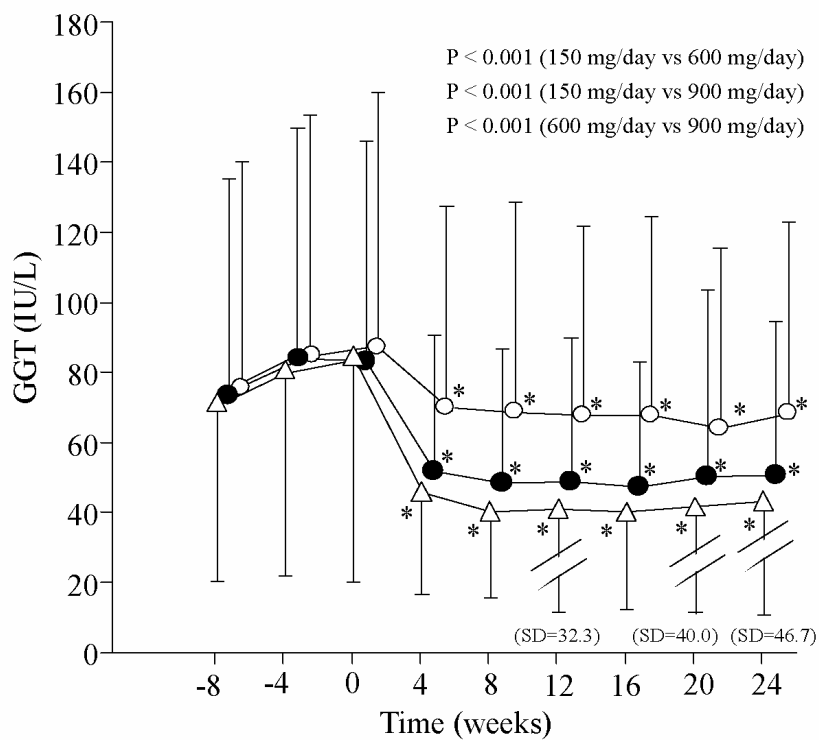 180
160
140
120
100
80
60
40
20
0
GGT (IU/L)
P < 0.001 (150 mg/day vs 600 mg/day)
P < 0.001 (150 mg/day vs 900 mg/day)
P < 0.001 (600 mg/day vs 900 mg/day)
* * * * * *
* * * * * *
* * * * * *
(SD=32.3) (SD=40.0) (SD=46.7)
-8 -4 0 4 8 12 16 20 24
Time (weeks)